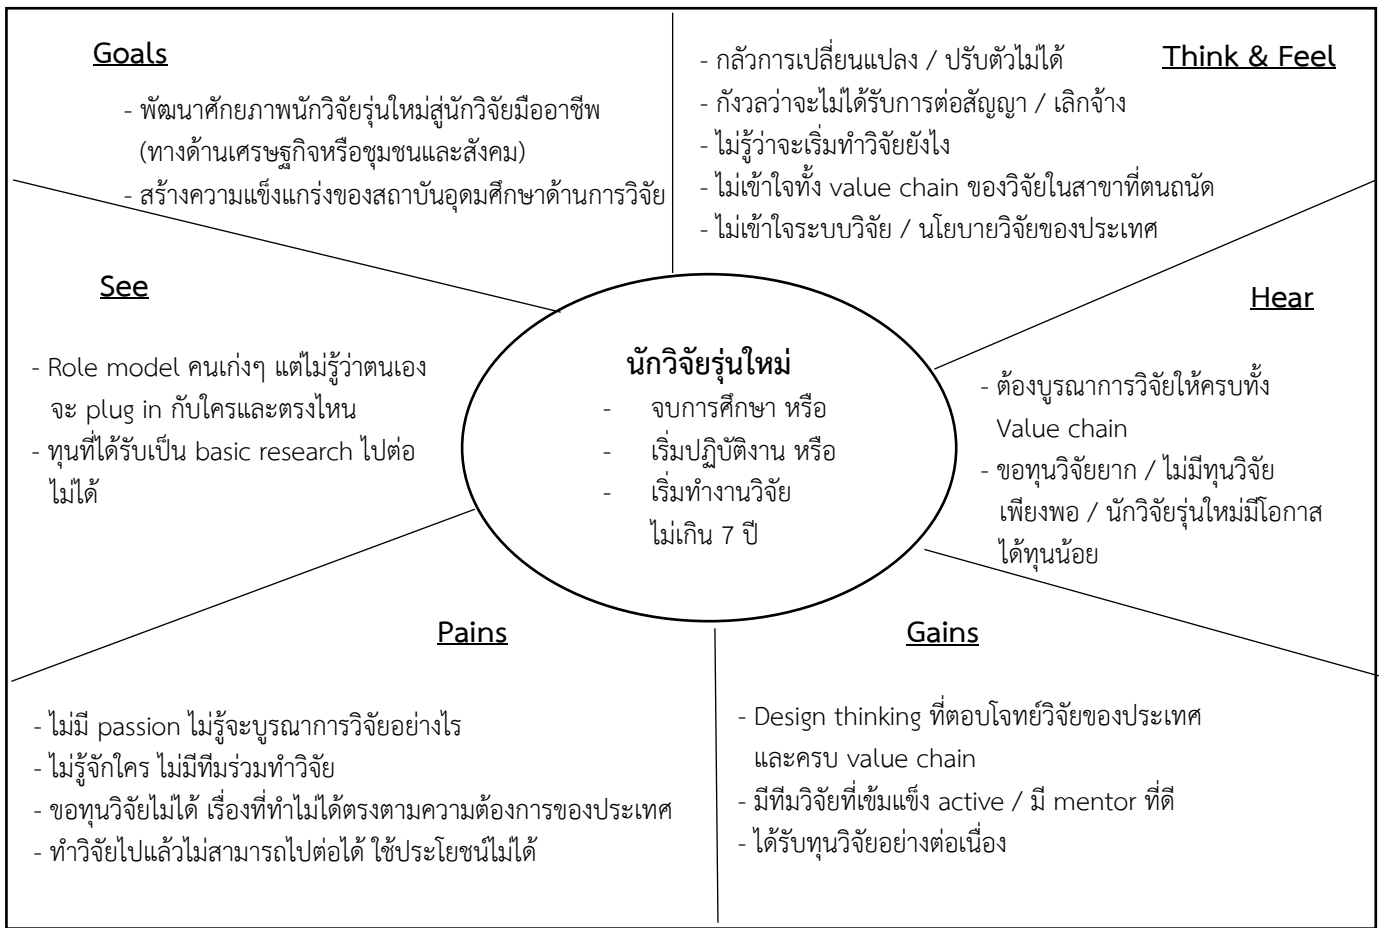 Goals
- พัฒนาศักยภาพนักวิจัยรุ่นใหม่สู่นักวิจัยมืออาชีพ
(ทางด้านเศรษฐกิจหรือชุมชนและสังคม)
- สร้างความแข็งแกร่งของสถาบันอุดมศึกษาด้านการวิจัย
Think & Feel
- กลัวการเปลี่ยนแปลง / ปรับตัวไม่ได้
- กังวลว่าจะไม่ได้รับการต่อสัญญา / เลิกจ้าง
- ไม่รู้ว่าจะเริ่มทำวิจัยยังไง
- ไม่เข้าใจทั้ง value chain ของวิจัยในสาขาที่ตนถนัด
- ไม่เข้าใจระบบวิจัย / นโยบายวิจัยของประเทศ
See
- Role model คนเก่งๆ แต่ไม่รู้ว่าตนเอง
จะ plug in กับใครและตรงไหน
- ทุนที่ได้รับเป็น basic research ไปต่อ
ไม่ได้
นักวิจัยรุ่นใหม่
- จบการศึกษา หรือ
- เริ่มปฏิบัติงาน หรือ
- เริ่มทำงานวิจัย
ไม่เกิน 7 ปี
Hear
- ต้องบูรณาการวิจัยให้ครบทั้ง
Value chain
- ขอทุนวิจัยยาก / ไม่มีทุนวิจัย
เพียงพอ / นักวิจัยรุ่นใหม่มีโอกาส
ได้ทุนน้อย
Pains
- ไม่มี passion ไม่รู้จะบูรณาการวิจัยอย่างไร
- ไม่รู้จักใคร ไม่มีทีมร่วมทำวิจัย
- ขอทุนวิจัยไม่ได้ เรื่องที่ทำไม่ได้ตรงตามความต้องการของประเทศ
- ทำวิจัยไปแล้วไม่สามารถไปต่อได้ ใช้ประโยชน์ไม่ได้
Gains
- Design thinking ที่ตอบโจทย์วิจัยของประเทศ
และครบ value chain
- มีทีมวิจัยที่เข้มแข็ง active / มี mentor ที่ดี
- ได้รับทุนวิจัยอย่างต่อเนื่อง